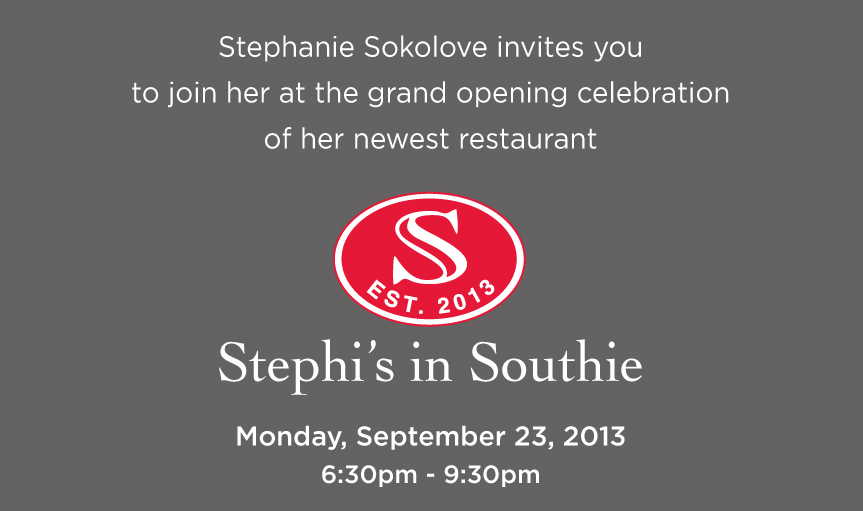 Stephanie Sokolove invites you
to join her at the grand opening celebration
of her newest restaurant
S
EST. 2013
Stephi's in Southie
Monday, September 23, 2013
6:30pm - 9:30pm